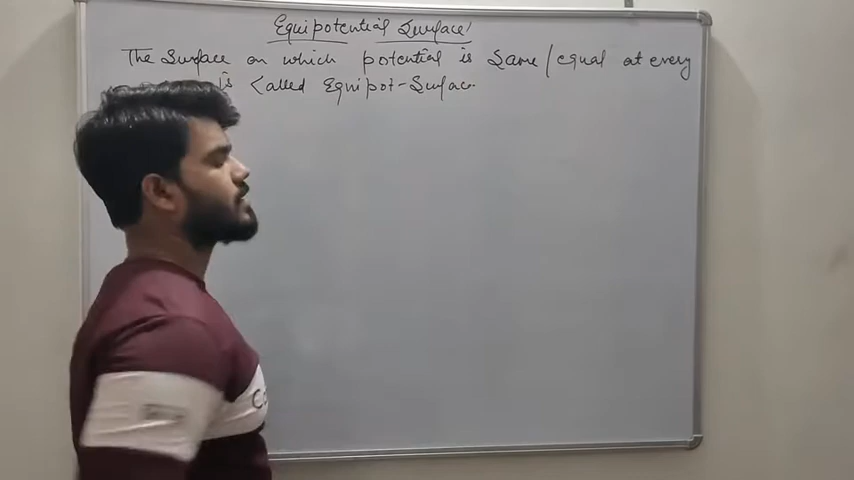 Equipotential Surface
The Surface on which potential is Same/equal at every
is called Equipot-Surface.